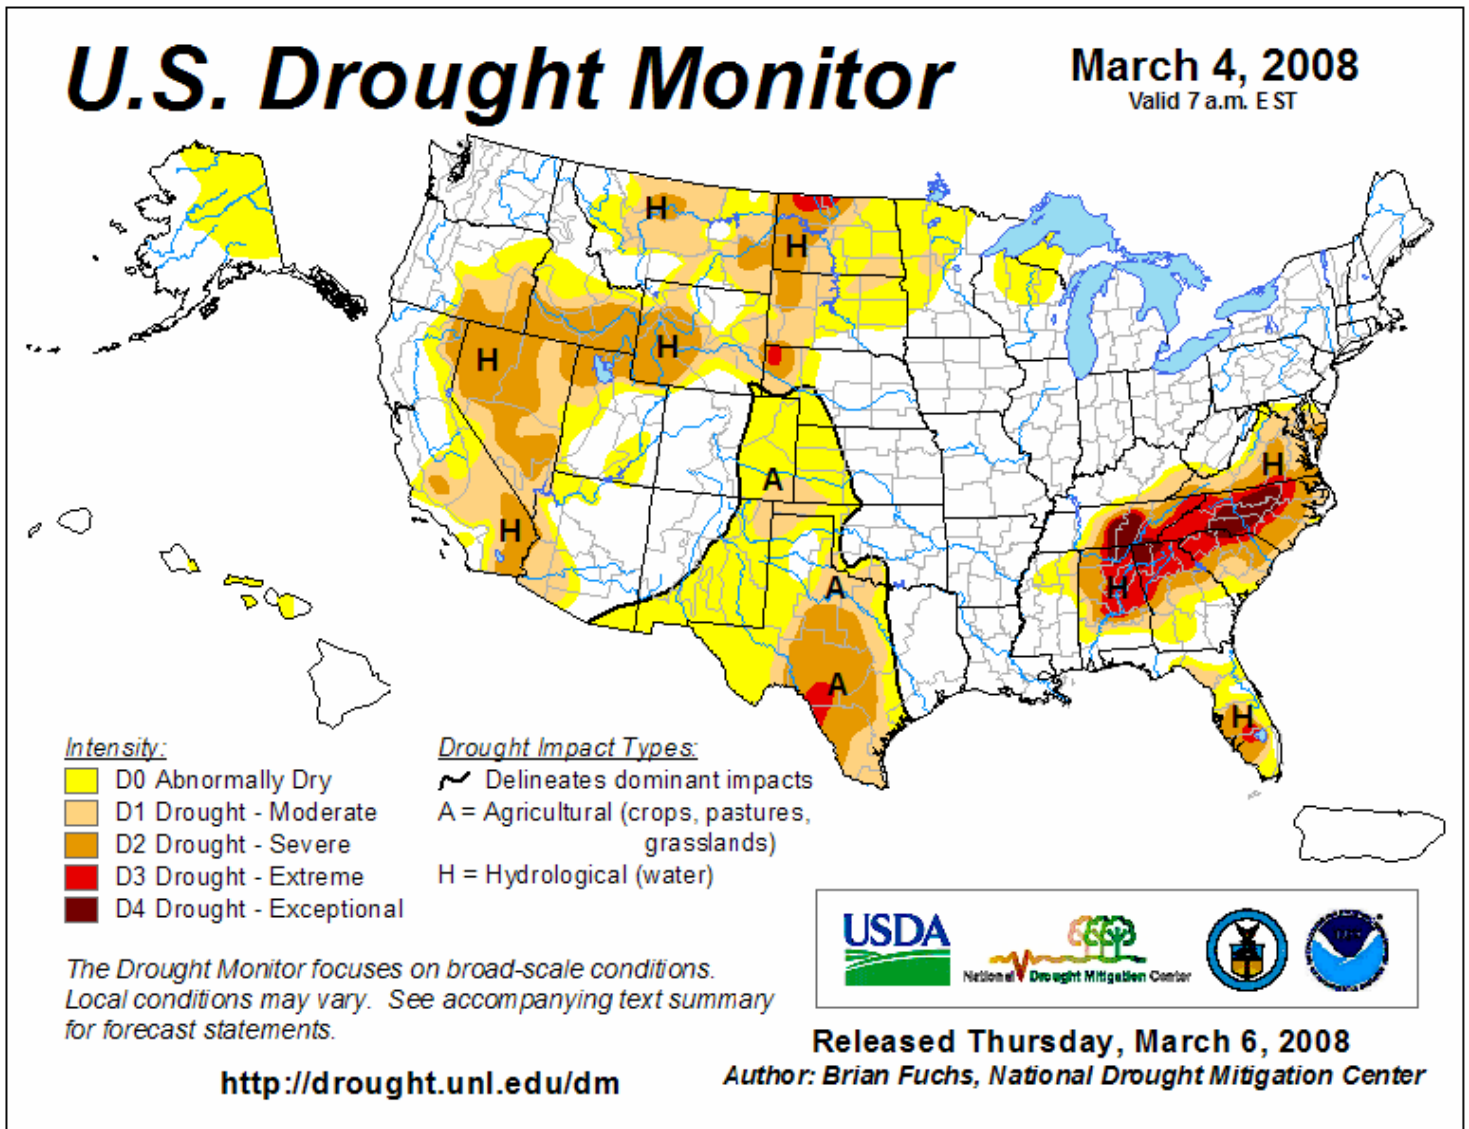 U.S. Drought Monitor
March 4, 2008
Valid 7 a.m. EST
H
H
H
H
H
A
H
A
H
A
H
Intensity:
D0 Abnormally Dry
D1 Drought - Moderate
D2 Drought - Severe
D3 Drought - Extreme
D4 Drought - Exceptional
Drought Impact Types:
Delineates dominant impacts
A = Agricultural (crops, pastures,
grasslands)
H = Hydrological (water)
The Drought Monitor focuses on broad-scale conditions.
Local conditions may vary. See accompanying text summary
for forecast statements.
http://drought.unl.edu/dm
USDA
National Drought Mitigation Center
Released Thursday, March 6, 2008
Author: Brian Fuchs, National Drought Mitigation Center